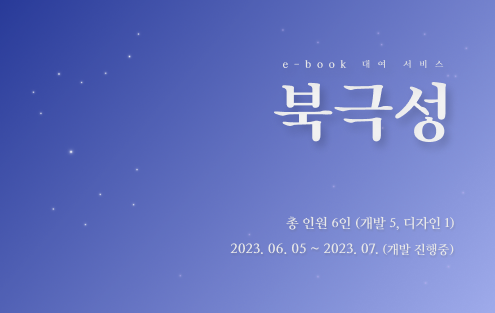 e-book 대여 서비스
북극성
총 인원 6인 (개발 5, 디자인 1)
2023. 06. 05 ~ 2023. 07. (개발 진행중)